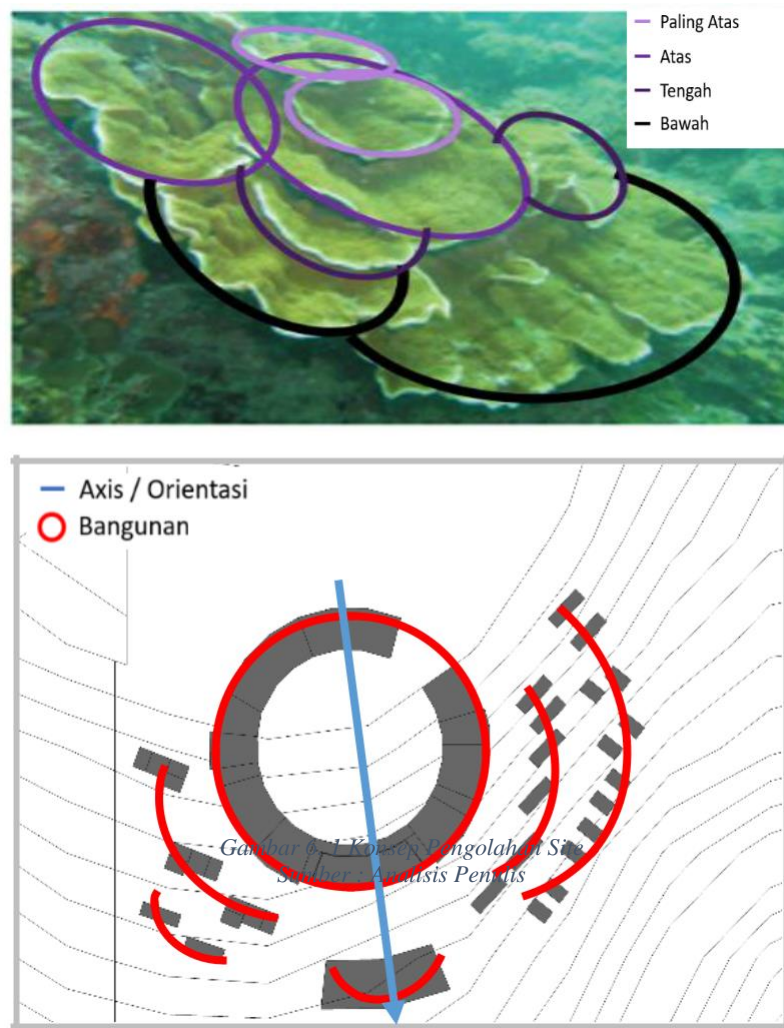 Paling Atas
Atas
Tengah
Bawah
Axis / Orientasi
Bangunan
Gambar 6. 1 Konsep Pengolahan Site
Sumber : Analisis Penulis